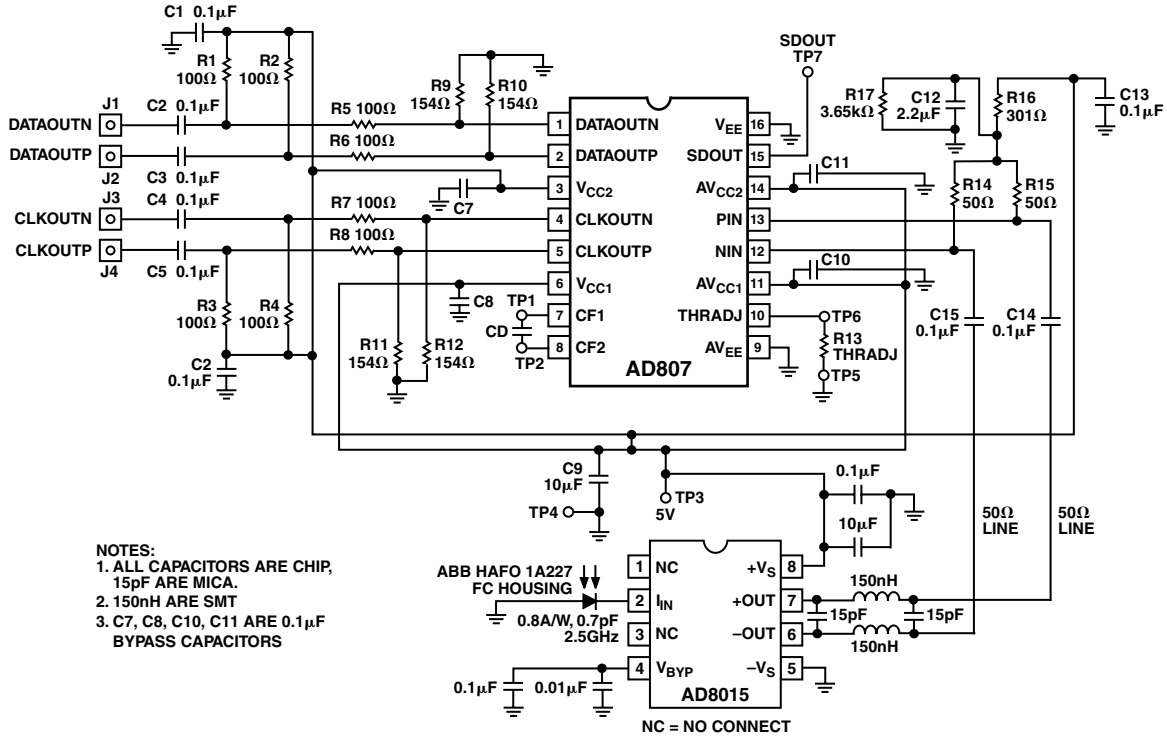 C1 0.1μF
R1
100Ω
R2
100Ω
R9
154Ω
R10
154Ω
SDOUT
TP7
R17
3.65kΩ
C12
2.2μF
R16
301Ω
C13
0.1μF
J1
DATAOUTN
C2 0.1μF
R5 100Ω
1 DATAOUTN
VEE 16
DATAOUTP
J2
C3 0.1μF
R6 100Ω
2 DATAOUTP
SDOUT 15
C11
J3
C4 0.1μF
C7
3 VCC2
AVCC2 14
R14
50Ω
R15
50Ω
CLKOUTN
R7 100Ω
4 CLKOUTN
PIN 13
CLKOUTP
J4
C5 0.1μF
R8 100Ω
5 CLKOUTP
NIN 12
C10
6 VCC1
AVCC1 11
R3
100Ω
R4
100Ω
C8
TP1
7 CF1
THRADJ 10
TP6
C15
0.1μF
C14
0.1μF
CD
R13
THRADJ
R11
154Ω
R12
154Ω
TP2
8 CF2
AVEE 9
TP5
C2
0.1μF
AD807
C9
10μF
TP4
TP3
5V
0.1μF
10μF
50Ω
LINE
50Ω
LINE
NOTES:
1. ALL CAPACITORS ARE CHIP,
15pF ARE MICA.
2. 150nH ARE SMT
3. C7, C8, C10, C11 ARE 0.1μF
BYPASS CAPACITORS
ABB HAFO 1A227
FC HOUSING
0.8A/W, 0.7pF
2.5GHz
1 NC
+VS 8
2 IIN
+OUT 7
3 NC
–OUT 6
4 VBYP
–VS 5
150nH
15pF
15pF
150nH
0.1μF
0.01μF
AD8015
NC = NO CONNECT